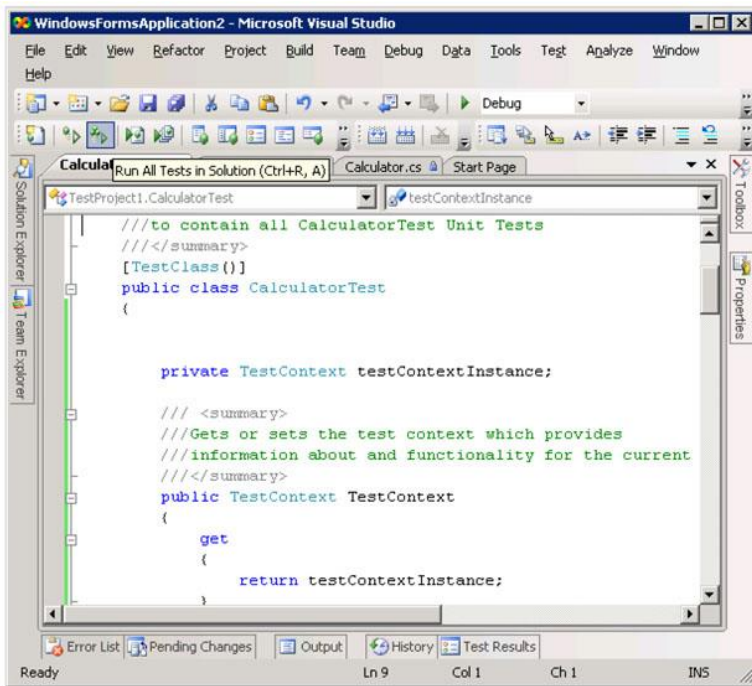 WindowsFormsApplication2 - Microsoft Visual Studio
File Edit View Refactor Project Build Team Debug Data Tools Test Analyze Window
Help
Debug
Calculat
Run All Tests in Solution (Ctrl+R, A)
Calculator.cs Start Page
TestProject1.CalculatorTest testContextInstance
Solution Explorer
Team Explorer
Toolbox
Properties
///to contain all CalculatorTest Unit Tests
///</summary>
[TestClass()]
public class CalculatorTest
{
private TestContext testContextInstance;
/// <summary>
///Gets or sets the test context which provides
///information about and functionality for the current
///</summary>
public TestContext TestContext
{
get
{
return testContextInstance;
}
Error List Pending Changes Output History Test Results
Ready Ln 9 Col 1 Ch 1 INS